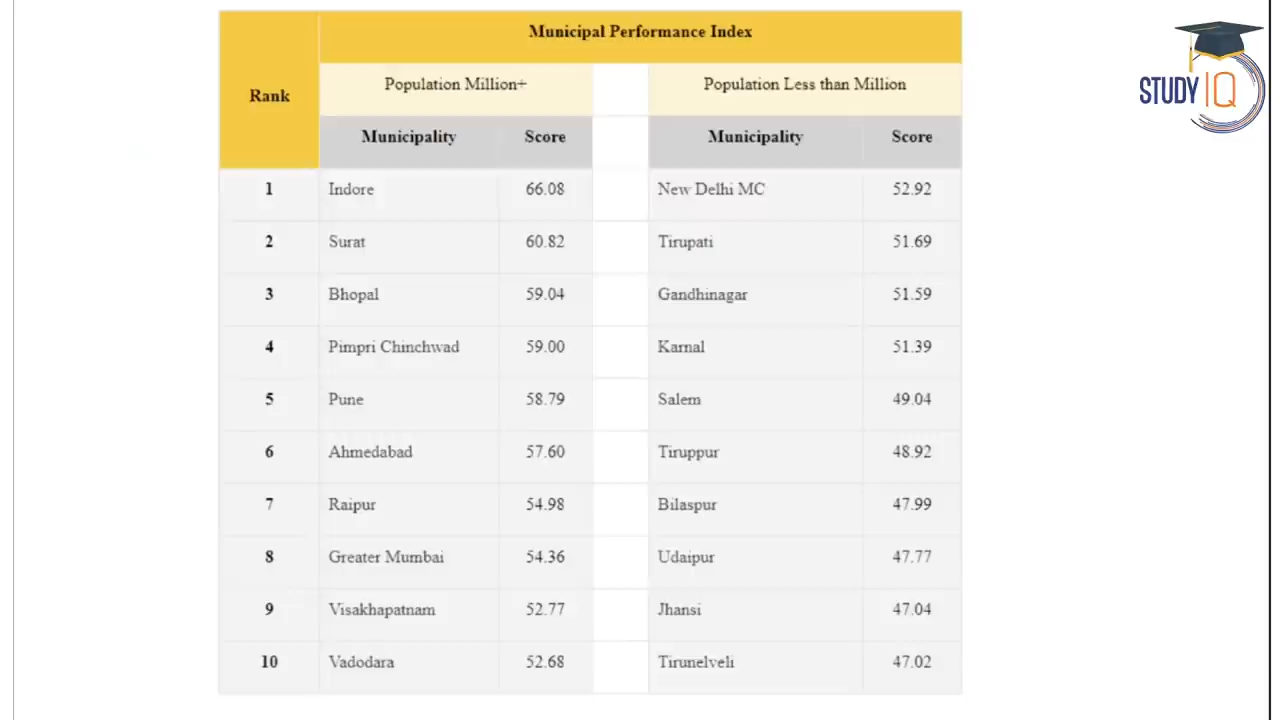 Municipal Performance Index
Rank
Population Million+ Population Less than Million
Municipality Score Municipality Score
1 Indore 66.08 New Delhi MC 52.92
2 Surat 60.82 Tirupati 51.69
3 Bhopal 59.04 Gandhinagar 51.59
4 Pimpri Chinchwad 59.00 Karnal 51.39
5 Pune 58.79 Salem 49.04
6 Ahmedabad 57.60 Tiruppur 48.92
7 Raipur 54.98 Bilaspur 47.99
8 Greater Mumbai 54.36 Udaipur 47.77
9 Visakhapatnam 52.77 Jhansi 47.04
10 Vadodara 52.68 Tirunelveli 47.02
STUDY IQ